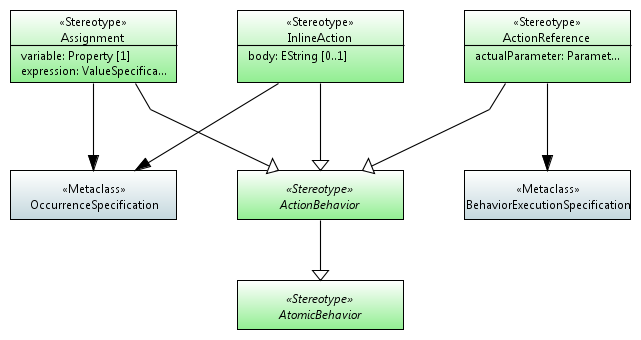 «Stereotype»
Assignment
variable: Property [1]
expression: ValueSpecifica...
«Stereotype»
InlineAction
body: EString [0..1]
«Stereotype»
ActionReference
actualParameter: Paramet...
«Metaclass»
OccurrenceSpecification
«Stereotype»
ActionBehavior
«Metaclass»
BehaviorExecutionSpecification
«Stereotype»
AtomicBehavior